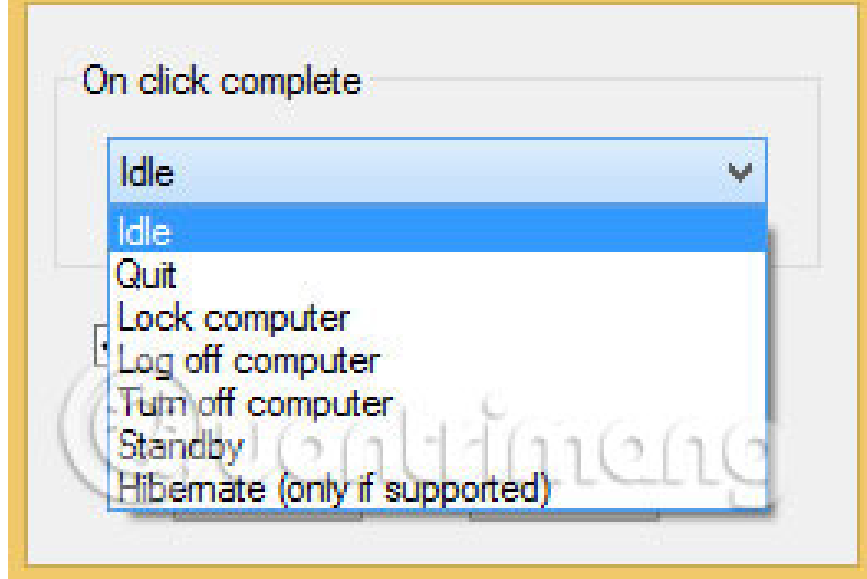 On click complete
Idle
Idle
Quit
Lock computer
Log off computer
Turn off computer
Standby
Hibernate (only if supported)
Quantrimang